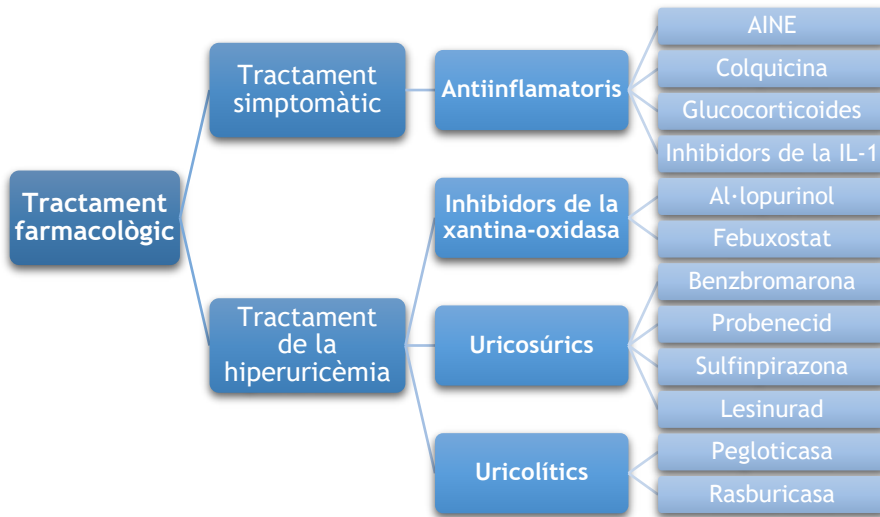 Tractament
farmacològic
Tractament
simptomàtic
Antiinflamatoris
AINE
Colquicina
Glucocorticoides
Inhibidors de la IL-1
Tractament
de la
hiperuricèmia
Inhibidors de la
xantina-oxidasa
Al·lopurinol
Febuxostat
Uricosúrics
Benzbromarona
Probenecid
Sulfinpirazona
Lesinurad
Uricolítics
Pegloticasa
Rasburicasa